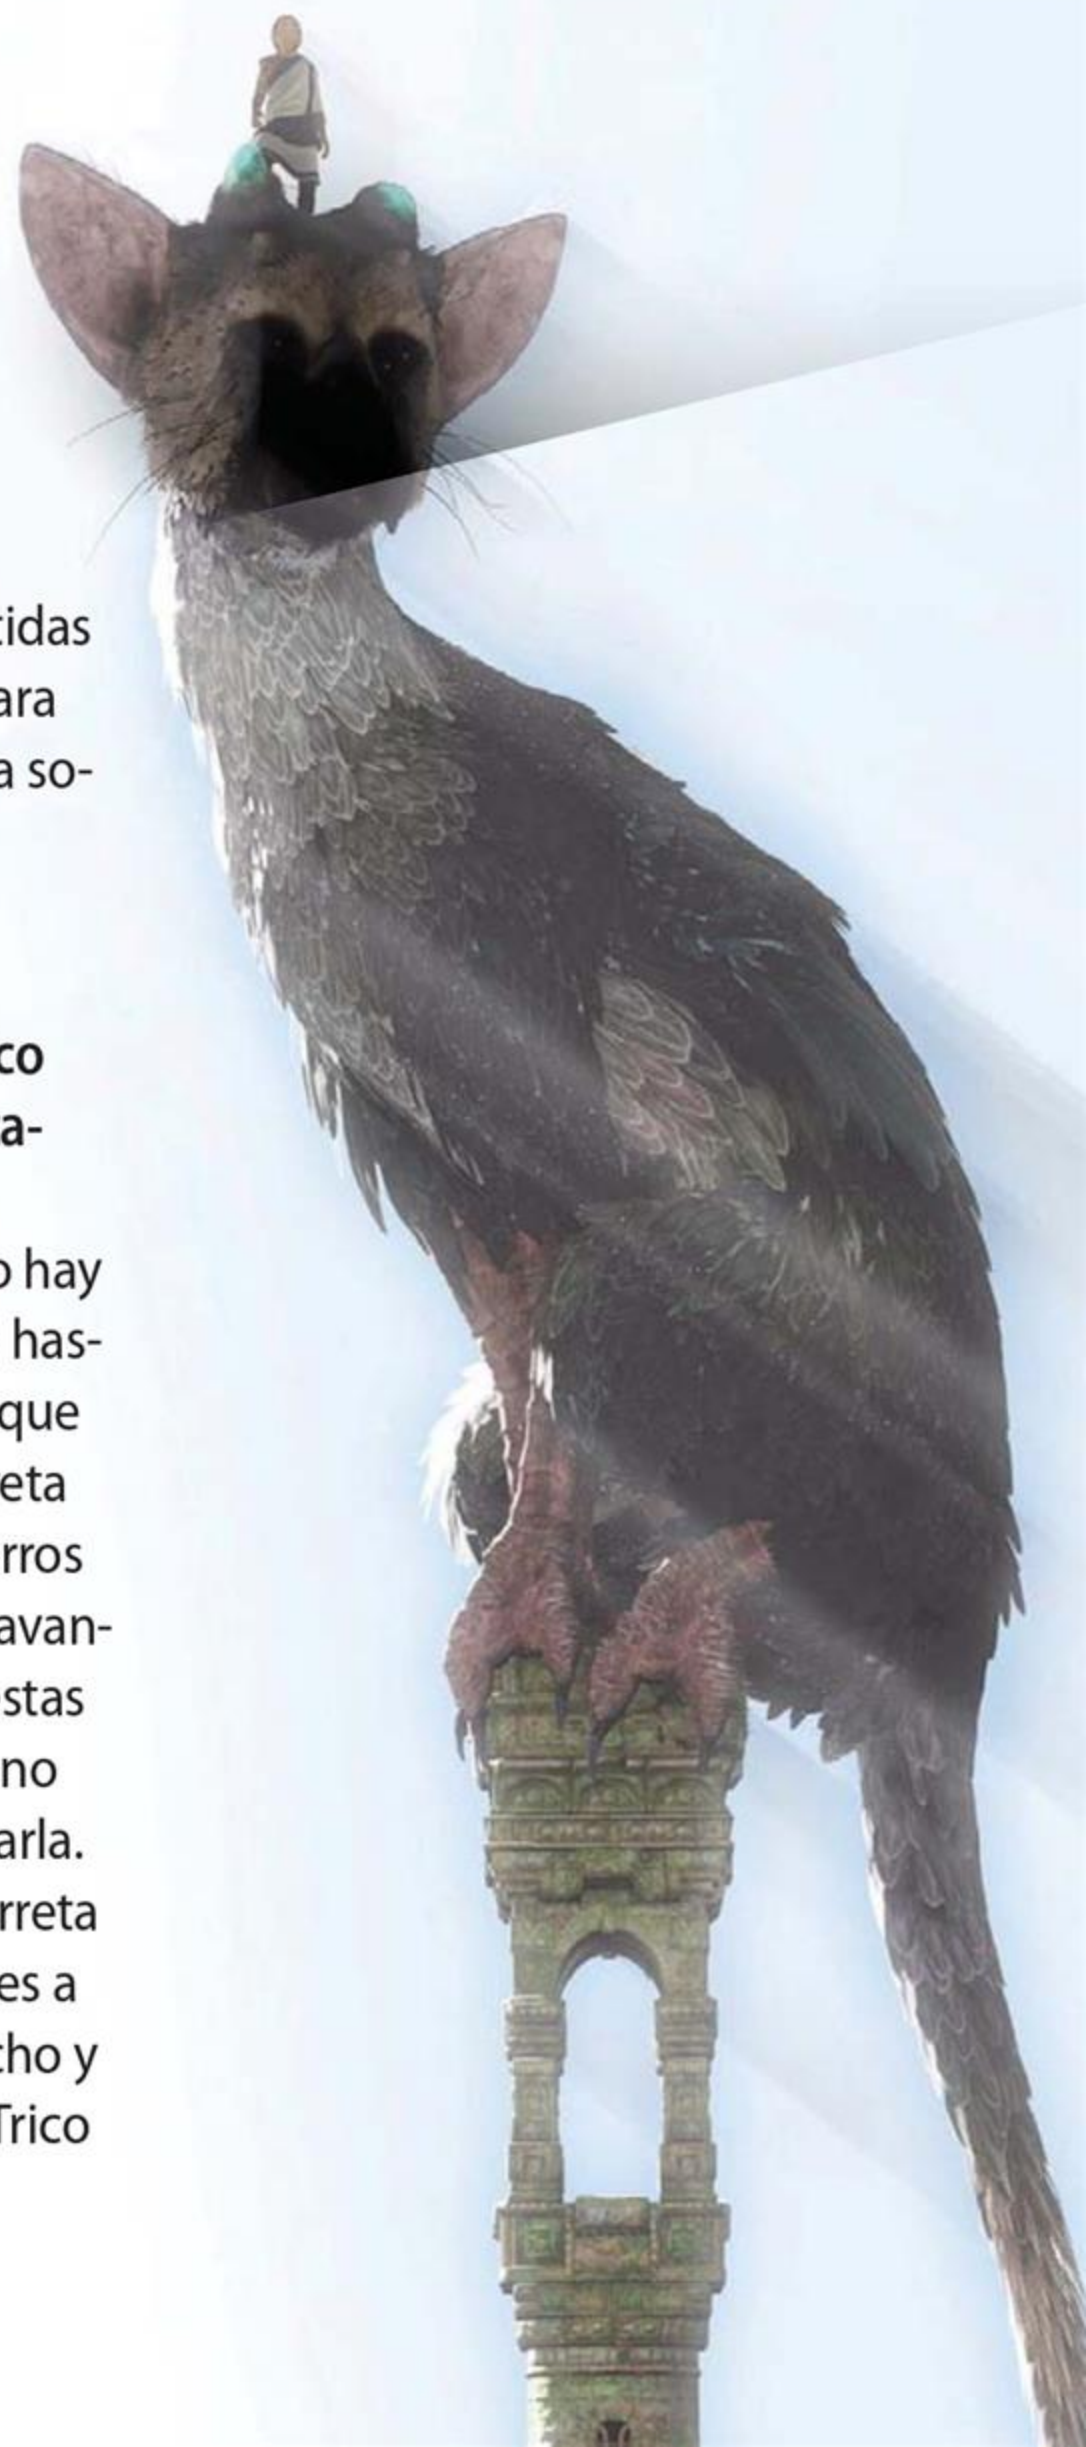 tidas
ara
a so-
co
a-
o hay
has-
que
eta
rros
avan-
stas
no
arla.
rreta
es a
cho y
Trico